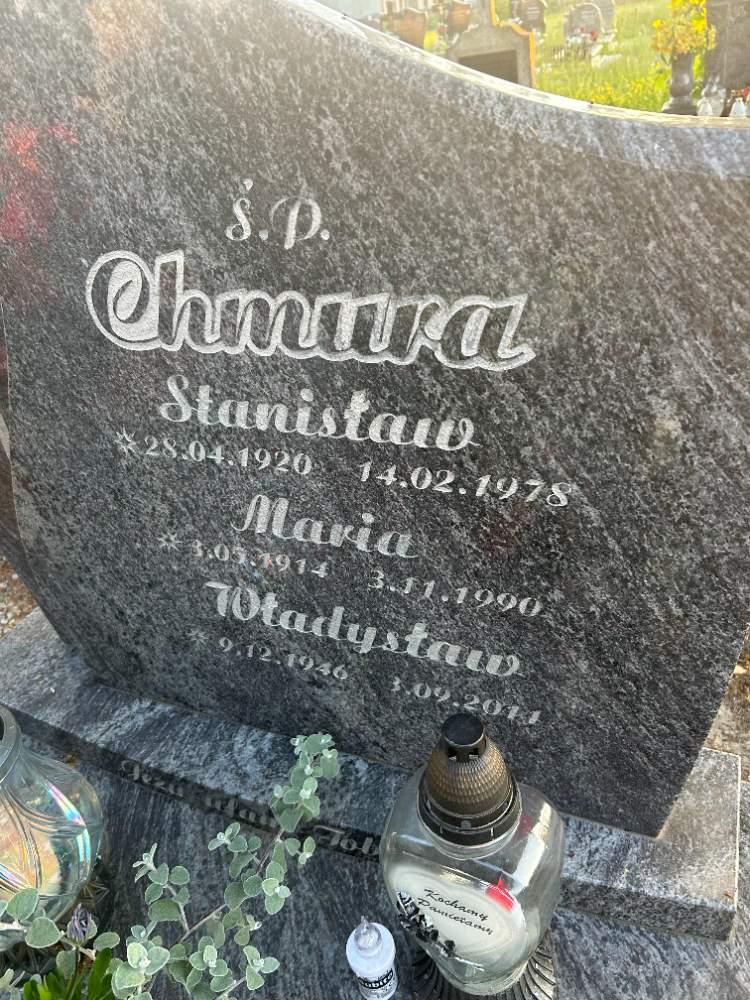 ś.P.
Chmura
Stanisław
*28.04.1920 14.02.1978
Maria
*3.05.1914 3.11.1990
Władysław
*9.12.1946 3.09.2011
Kochamy
Pamiętamy